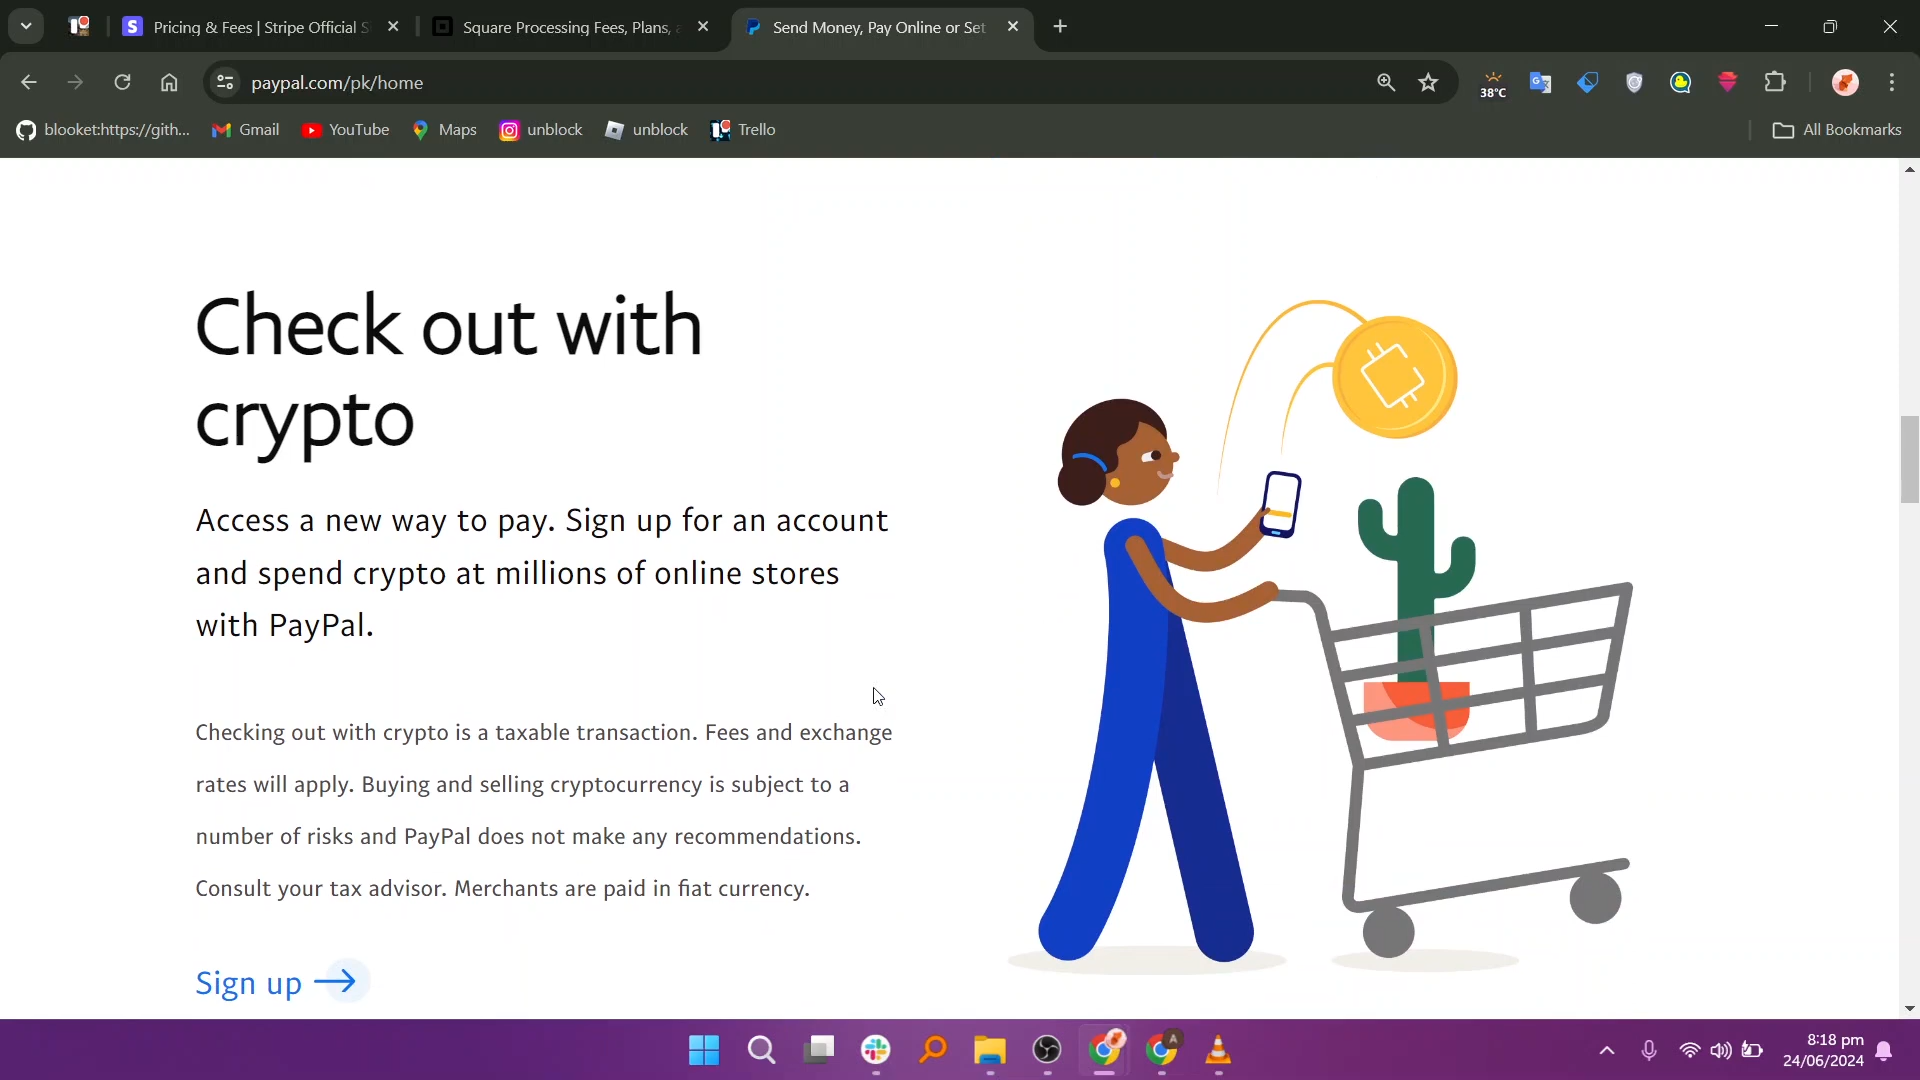 Pricing & Fees | Stripe Official S
Square Processing Fees, Plans, a
Send Money, Pay Online or Set
paypal.com/pk/home
38°C
blooket:https://gith...
Gmail
YouTube
Maps
unblock
unblock
Trello
All Bookmarks
Check out with
crypto
Access a new way to pay. Sign up for an account
and spend crypto at millions of online stores
with PayPal.
Checking out with crypto is a taxable transaction. Fees and exchange
rates will apply. Buying and selling cryptocurrency is subject to a
number of risks and PayPal does not make any recommendations.
Consult your tax advisor. Merchants are paid in fiat currency.
Sign up
8:18 pm
24/06/2024